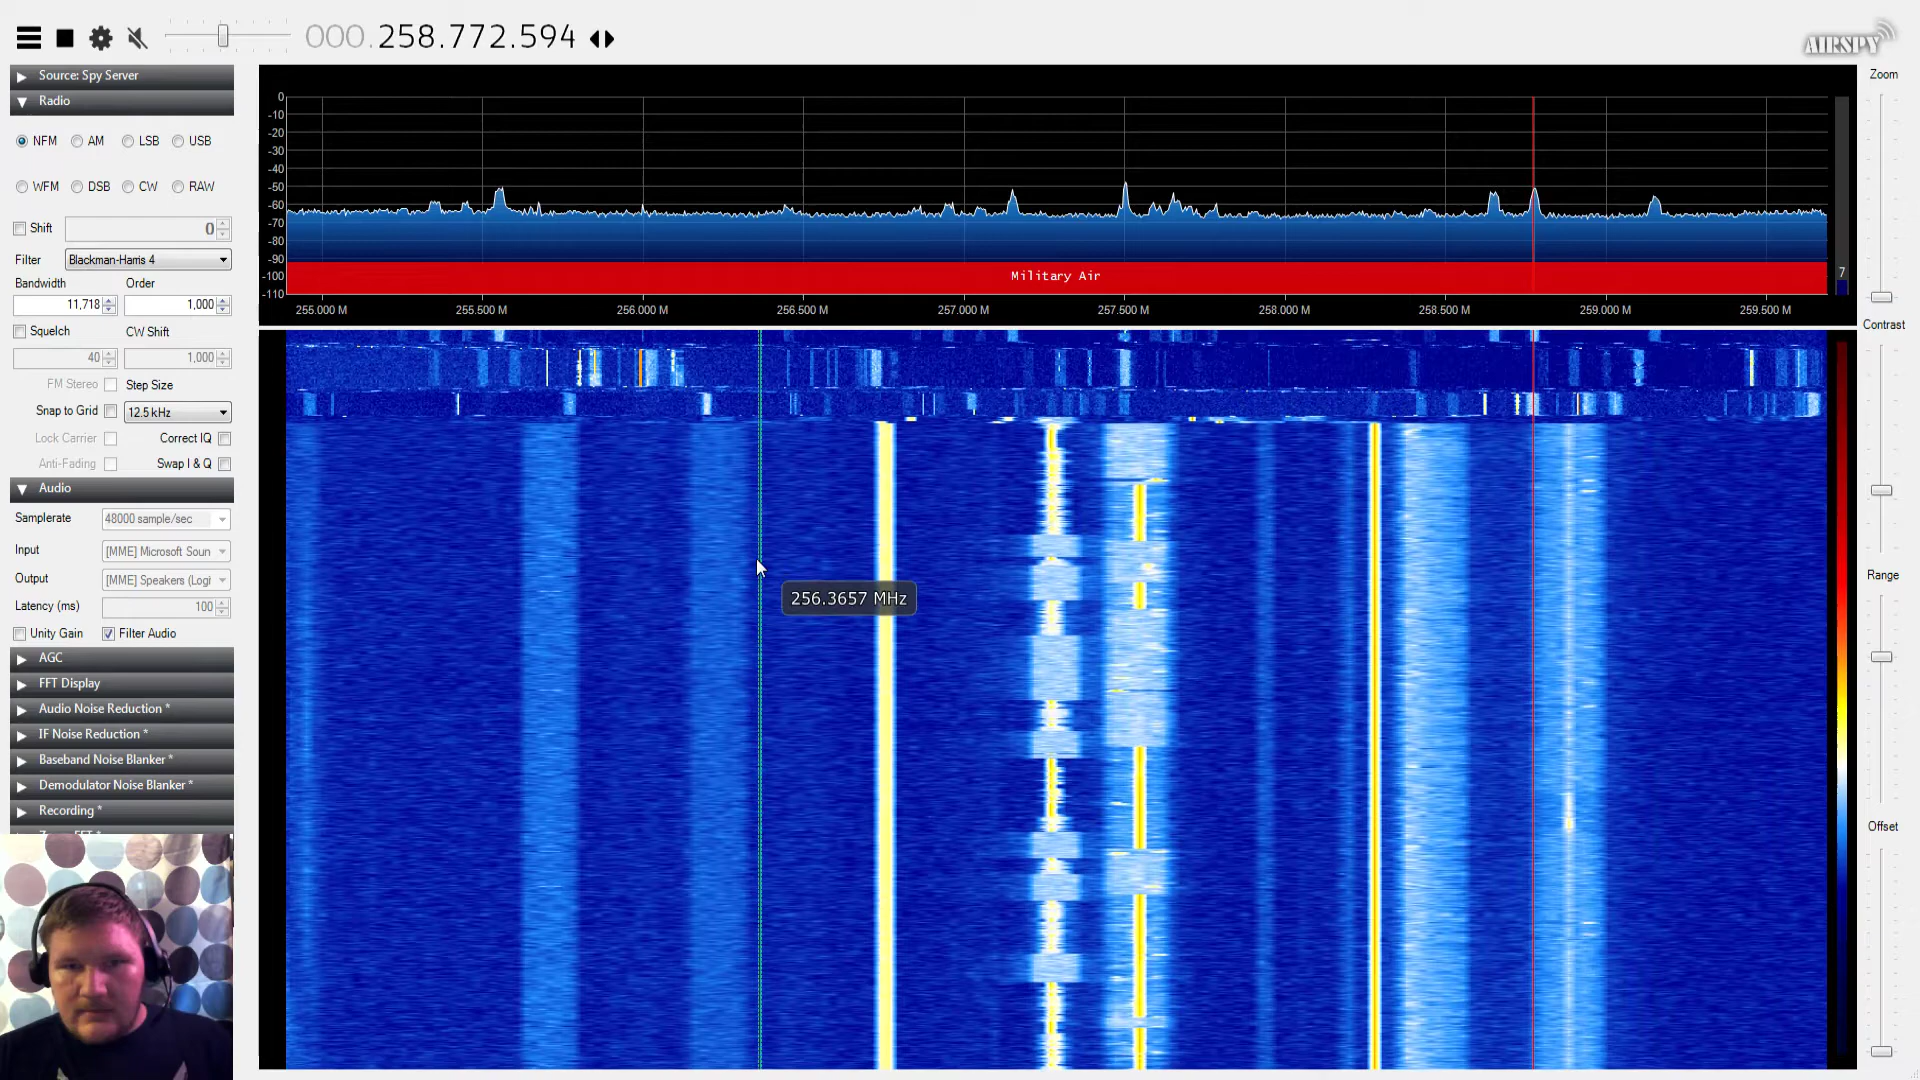 000.258.772.594
AIRSPY
Source: Spy Server
Radio
NFM AM LSB USB
WFM DSB CW RAW
Shift 0
Filter Blackman-Harris 4
Bandwidth Order
11,718 1,000
Squelch CW Shift
40 1,000
FM Stereo Step Size
Snap to Grid 12.5 kHz
Lock Carrier Correct IQ
Anti-Fading Swap I & Q
Audio
Samplerate 48000 sample/sec
Input [MME] Microsoft Soun
Output [MME] Speakers (Logi
Latency (ms) 100
Unity Gain Filter Audio
AGC
FFT Display
Audio Noise Reduction *
IF Noise Reduction *
Baseband Noise Blanker *
Demodulator Noise Blanker *
Recording *
0
-10
-20
-30
-40
-50
-60
-70
-80
-90
-100
-110
Military Air
7
255.000 M 255.500 M 256.000 M 256.500 M 257.000 M 257.500 M 258.000 M 258.500 M 259.000 M 259.500 M
256.3657 MHz
Zoom
Contrast
Range
Offset